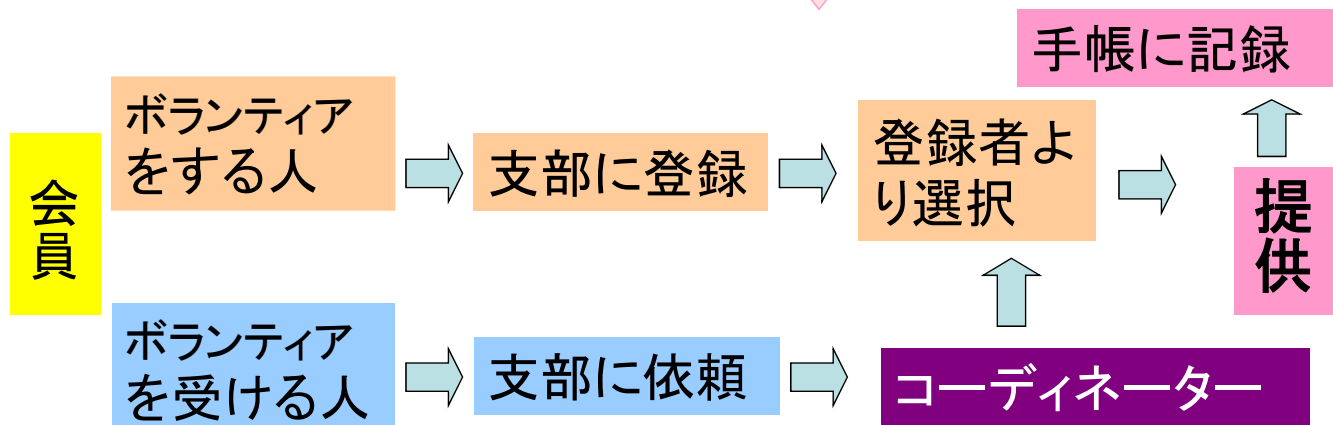 手帳に記録
ボランティア
をする人
支部に登録
登録者よ
り選択
会員
提供
ボランティア
を受ける人
支部に依頼
コーディネーター